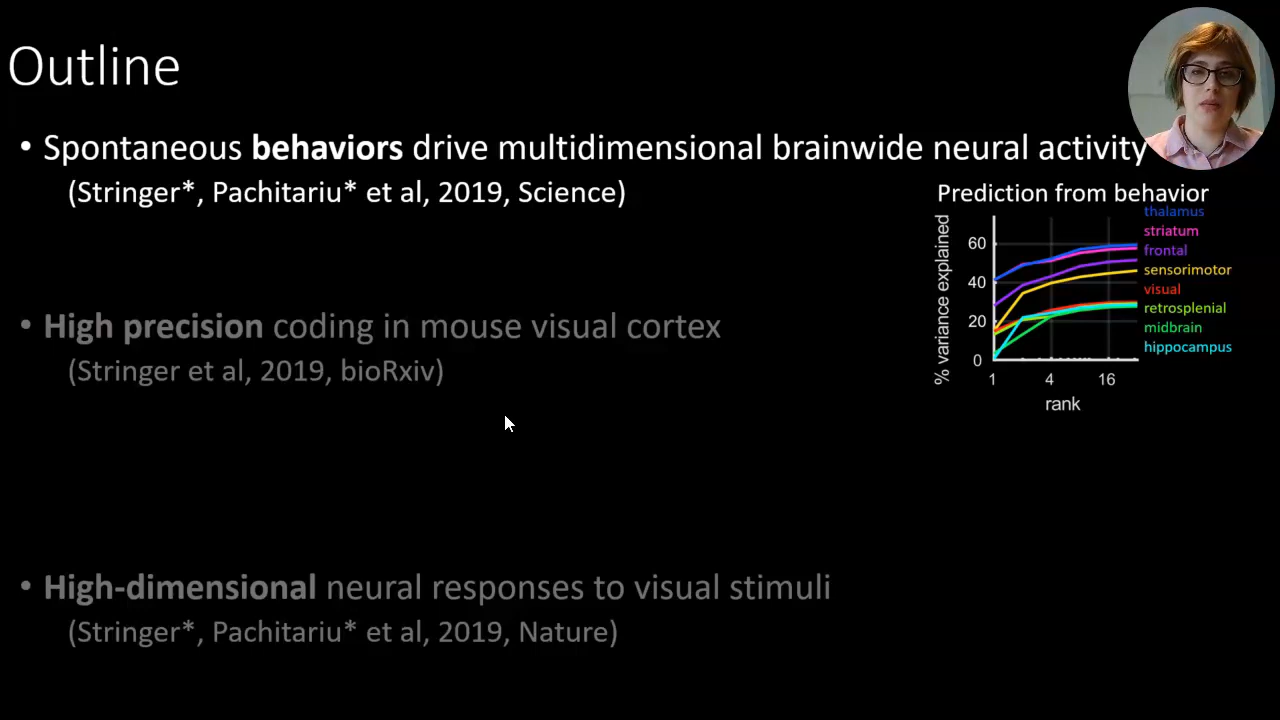 Outline
• Spontaneous behaviors drive multidimensional brainwide neural activity
(Stringer*, Pachitariu* et al, 2019, Science)
Prediction from behavior
% variance explained
60
40
20
0
1
4
16
rank
thalamus
striatum
frontal
sensorimotor
visual
retrosplenial
midbrain
hippocampus
• High precision coding in mouse visual cortex
(Stringer et al, 2019, bioRxiv)
• High-dimensional neural responses to visual stimuli
(Stringer*, Pachitariu* et al, 2019, Nature)